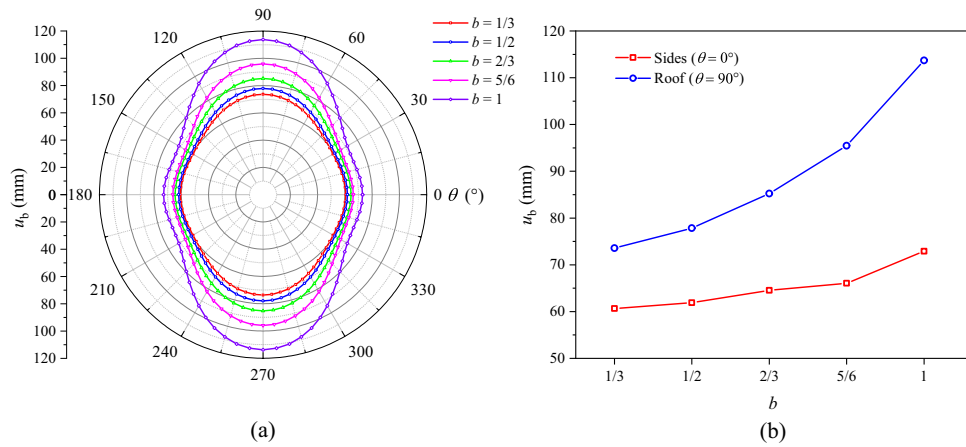 90
120
60
150
30
180
0
θ (°)
210
330
240
300
270
120
100
80
60
40
20
0
20
40
60
80
100
120
u_b (mm)
b = 1/3
b = 1/2
b = 2/3
b = 5/6
b = 1
(a)
120
110
100
90
80
70
60
50
u_b (mm)
Sides (θ = 0°)
Roof (θ = 90°)
1/3
1/2
2/3
5/6
1
b
(b)